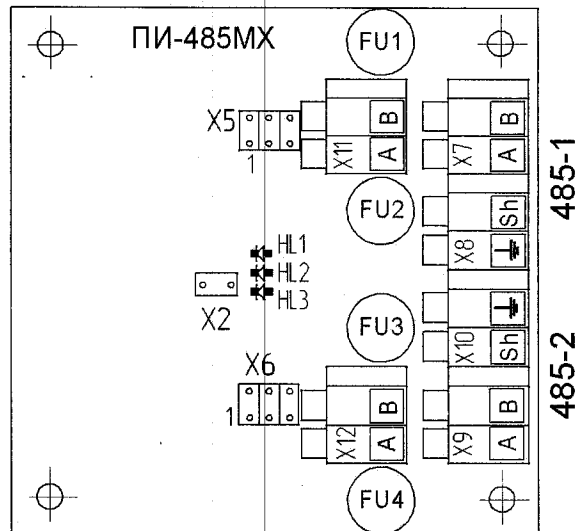 ПИ-485МХ
FU1
X5
1
X11
B
A
X7
B
A
485-1
FU2
X8
Sh
HL1
HL2
HL3
X2
FU3
X10
Sh
485-2
X6
1
X12
B
A
X9
B
A
FU4